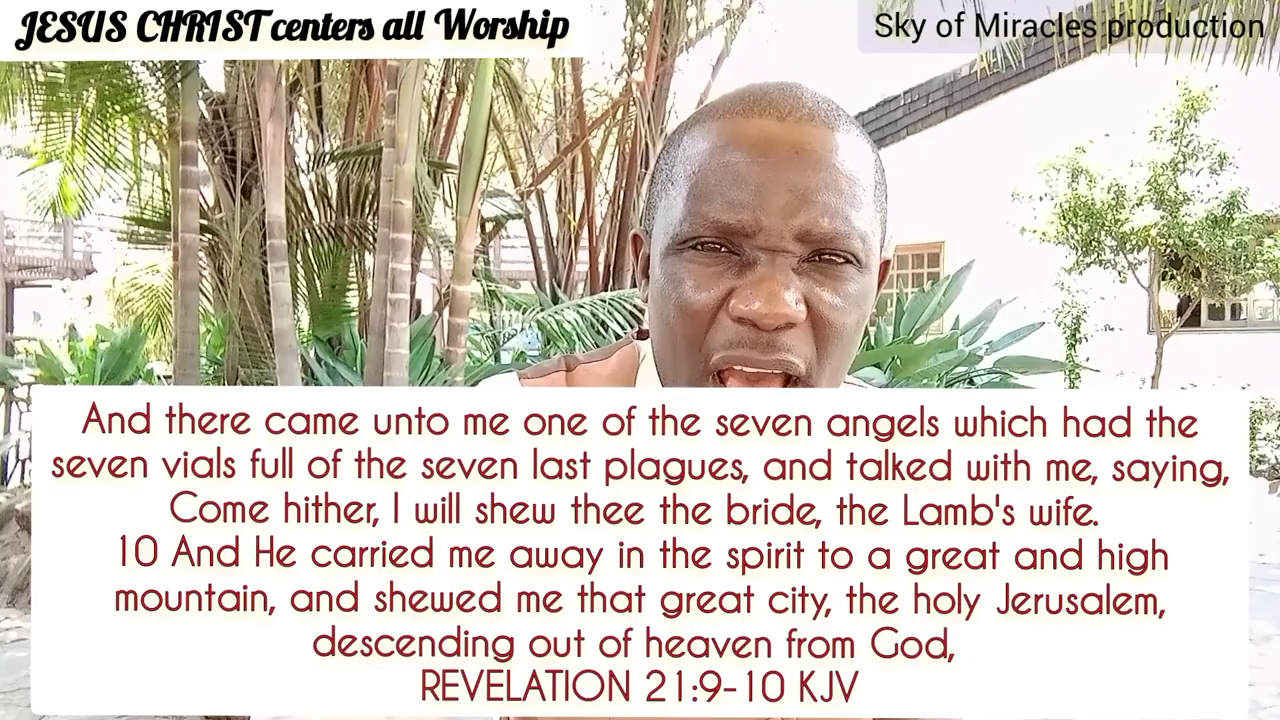 JESUS CHRIST centers all Worship
Sky of Miracles production
And there came unto me one of the seven angels which had the
seven vials full of the seven last plagues, and talked with me, saying,
Come hither, I will shew thee the bride, the Lamb's wife.
10 And He carried me away in the spirit to a great and high
mountain, and shewed me that great city, the holy Jerusalem,
descending out of heaven from God,
REVELATION 21:9-10 KJV